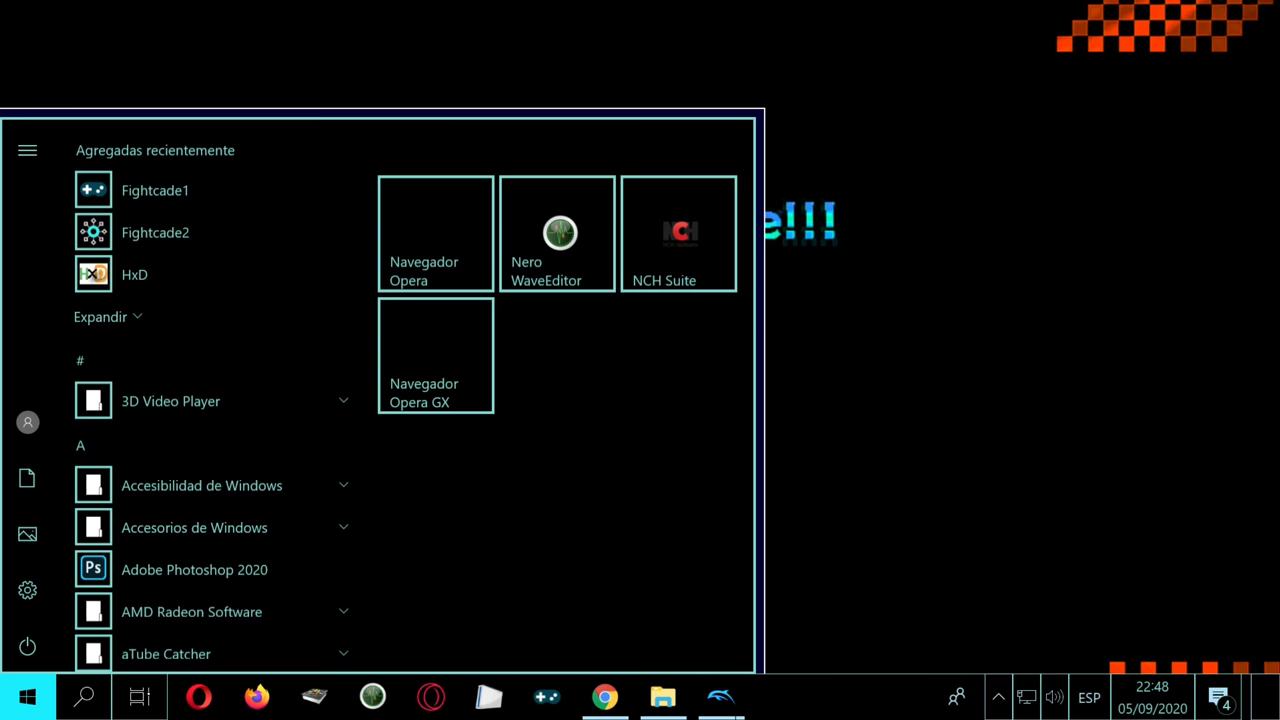 Agregadas recientemente
Fightcade1
Fightcade2
HxD
Expandir
#
3D Video Player
A
Accesibilidad de Windows
Accesorios de Windows
Ps
Adobe Photoshop 2020
AMD Radeon Software
aTube Catcher
Navegador
Opera
Nero
WaveEditor
NCH
NCH Suite
Navegador
Opera GX
e!!!
ESP
22:48
05/09/2020
4